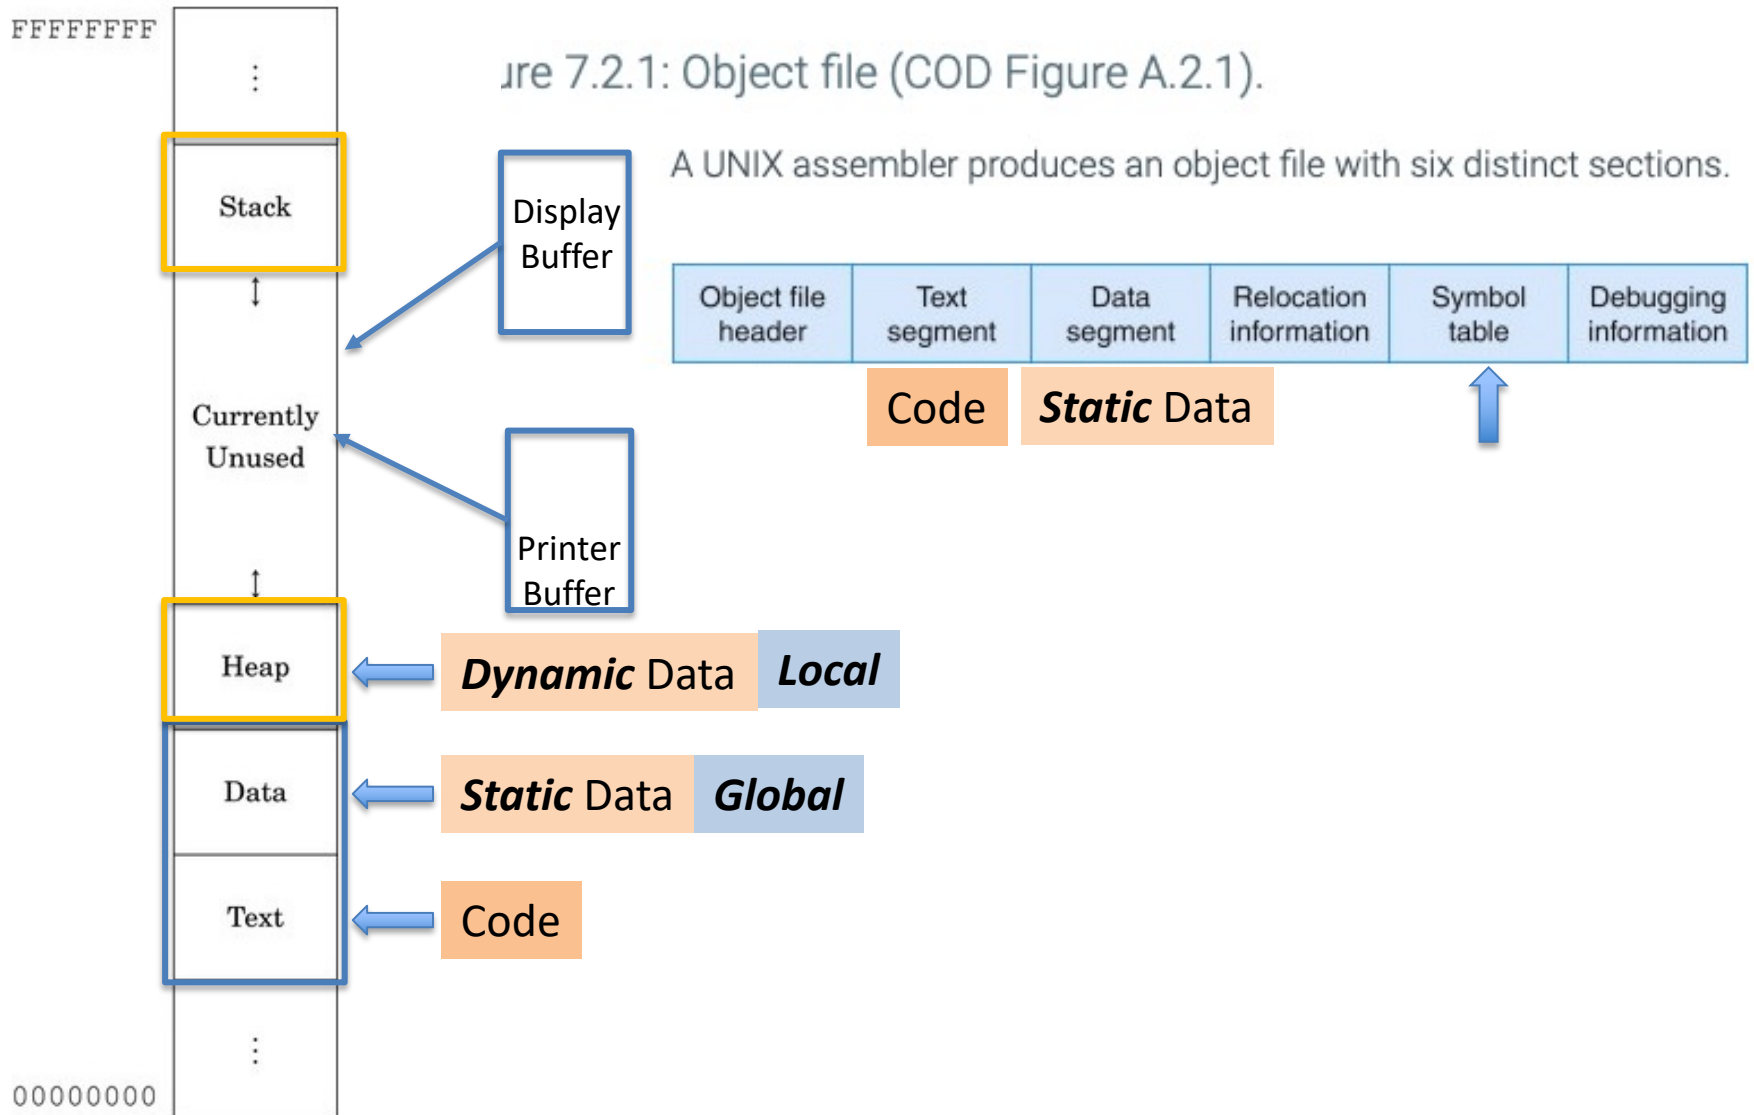 FFFFFFFF
⋮
Stack
↕
Currently
Unused
↕
Heap
Data
Text
⋮
00000000
ure 7.2.1: Object file (COD Figure A.2.1).
A UNIX assembler produces an object file with six distinct sections.
Object file
header
Text
segment
Data
segment
Relocation
information
Symbol
table
Debugging
information
Code
Static Data
Display
Buffer
Printer
Buffer
Dynamic Data
Local
Static Data
Global
Code